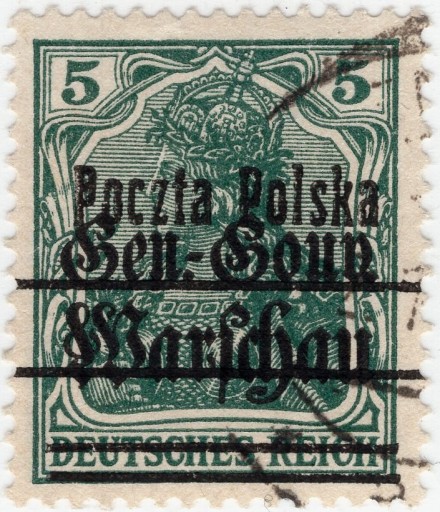 5 5
Poczta Polska
Gen.-Gouv
Warschau
DEUTSCHES REICH